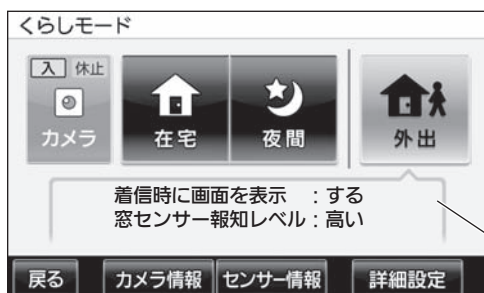 くらしモード
入 休止
カメラ
在宅
夜間
外出
着信時に画面を表示 : する
窓センサー報知レベル : 高い
戻る カメラ情報 センサー情報 詳細設定